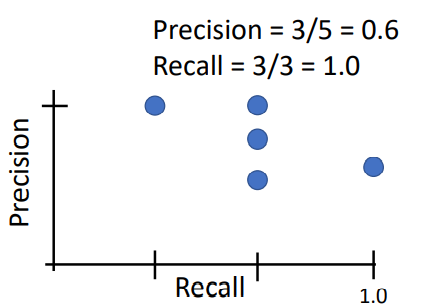 Precision = 3/5 = 0.6
Recall = 3/3 = 1.0
Precision
Recall
1.0